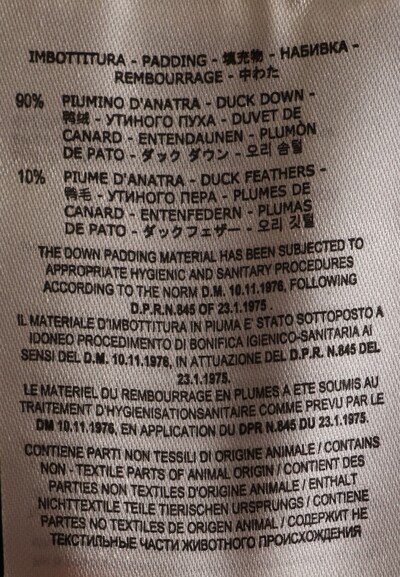 IMBOTTITURA - PADDING - 填充物 - НАБИВКА -
REMBOURRAGE - 中わた
90% PIUMINO D'ANATRA - DUCK DOWN -
鸭绒 - УТИНОГО ПУХА - DUVET DE
CANARD - ENTENDAUNEN - PLUMÓN
DE PATO - ダック ダウン - 오리 솜털
10% PIUME D'ANATRA - DUCK FEATHERS -
鸭毛 - УТИНОГО ПЕРА - PLUMES DE
CANARD - ENTENFEDERN - PLUMAS
DE PATO - ダックフェザー - 오리 깃털
THE DOWN PADDING MATERIAL HAS BEEN SUBJECTED TO
APPROPRIATE HYGIENIC AND SANITARY PROCEDURES
ACCORDING TO THE NORM D.M. 10.11.1976, FOLLOWING
D.P.R.N.845 OF 23.1.1975 .
IL MATERIALE D'IMBOTTITURA IN PIUMA E' STATO SOTTOPOSTO A
IDONEO PROCEDIMENTO DI BONIFICA IGIENICO-SANITARIA AI
SENSI DEL D.M. 10.11.1976, IN ATTUAZIONE DEL D.P.R. N.845 DEL
23.1.1975.
LE MATERIEL DU REMBOURRAGE EN PLUMES A ETE SOUMIS AU
TRAITEMENT D'HYGIENISATIONSANITAIRE COMME PREVU PAR LE
DM 10.11.1976, EN APPLICATION DU DPR N.845 DU 23.1.1975.
CONTIENE PARTI NON TESSILI DI ORIGINE ANIMALE / CONTAINS
NON - TEXTILE PARTS OF ANIMAL ORIGIN / CONTIENT DES
PARTIES NON TEXTILES D'ORIGINE ANIMALE / ENTHALT
NICHTTEXTILE TEILE TIERISCHEN URSPRUNGS / CONTIENE
PARTES NO TEXTILES DE ORIGEN ANIMAL / СОДЕРЖИТ НЕ
ТЕКСТИЛЬНЫЕ ЧАСТИ ЖИВОТНОГО ПРОИСХОЖДЕНИЯ